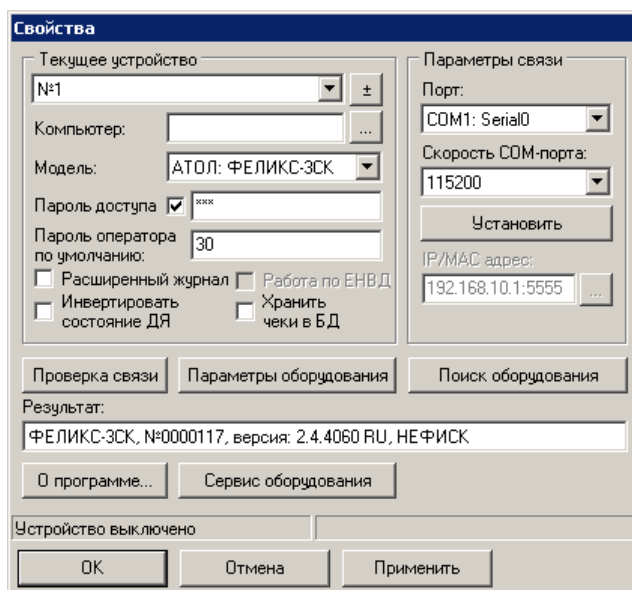 Свойства
Текущее устройство
№1
±
Компьютер:
...
Модель:
АТОЛ: ФЕЛИКС-3СК
Пароль доступа
***
Пароль оператора
по умолчанию:
30
Расширенный журнал
Работа по ЕНВД
Инвертировать
состояние ДЯ
Хранить
чеки в БД
Параметры связи
Порт:
COM1: Serial0
Скорость COM-порта:
115200
Установить
IP/MAC адрес:
192.168.10.1:5555
...
Проверка связи
Параметры оборудования
Поиск оборудования
Результат:
ФЕЛИКС-3СК, №0000117, версия: 2.4.4060 RU, НЕФИСК
О программе...
Сервис оборудования
Устройство выключено
OK
Отмена
Применить